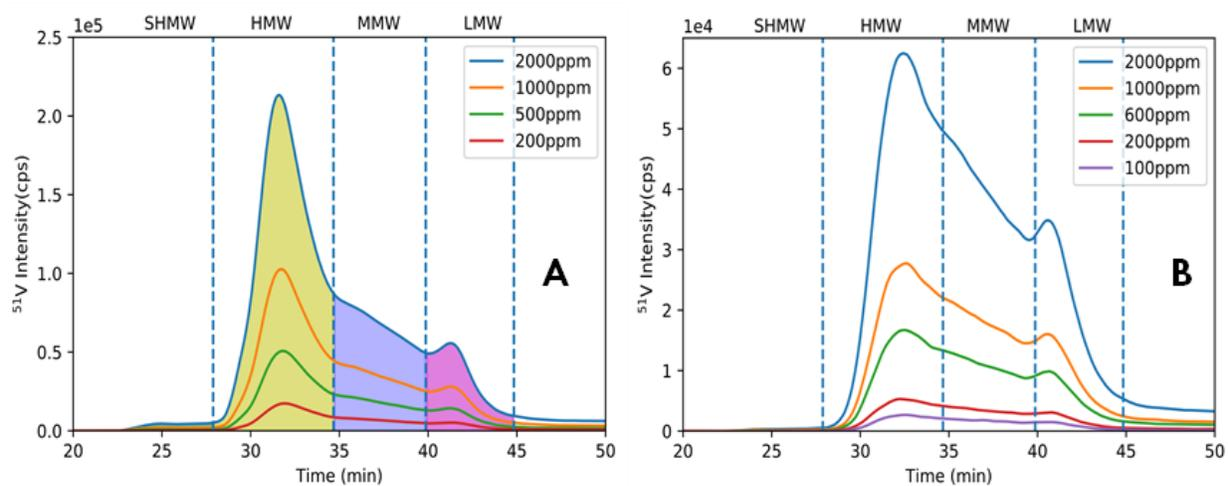 SHMW HMW MMW LMW
1e5
2.5
2.0
1.5
1.0
0.5
0.0
20 25 30 35 40 45 50
Time (min)
⁵¹V Intensity(cps)
2000ppm
1000ppm
500ppm
200ppm
A
SHMW HMW MMW LMW
1e4
6
5
4
3
2
1
0
20 25 30 35 40 45 50
Time (min)
⁵¹V Intensity(cps)
2000ppm
1000ppm
600ppm
200ppm
100ppm
B